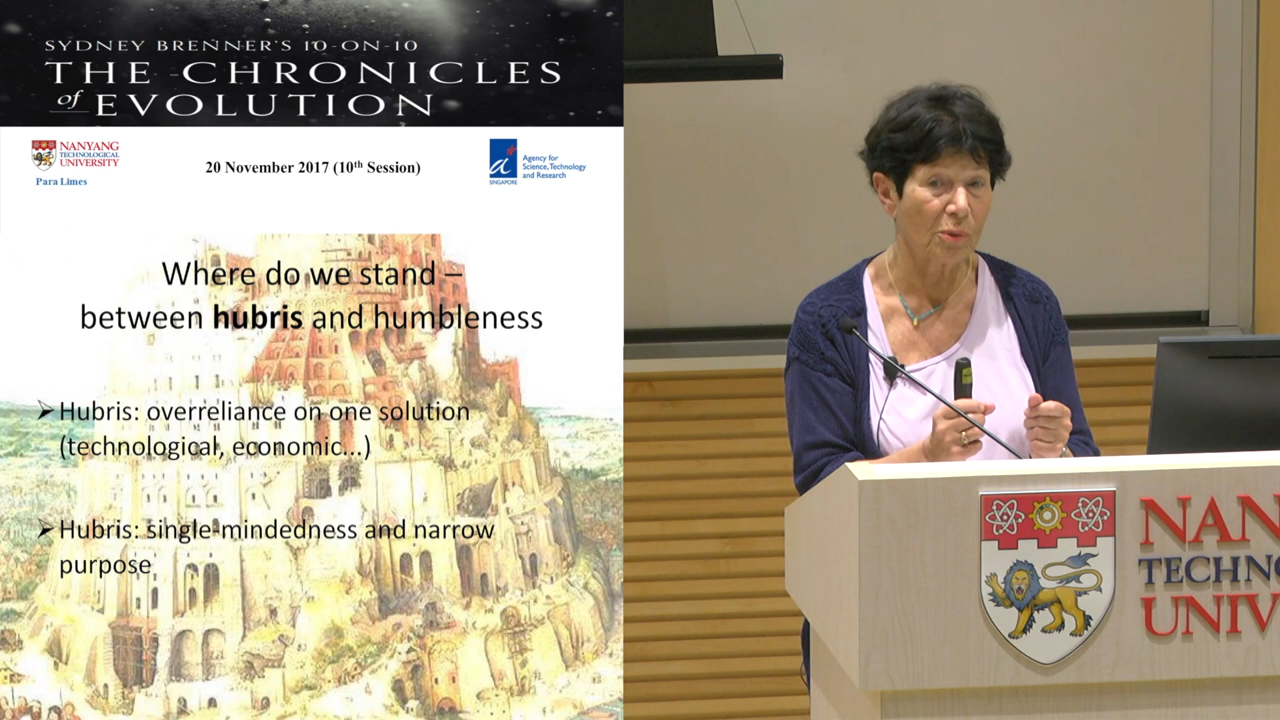 SYDNEY BRENNER'S 10-ON-10
THE CHRONICLES
of EVOLUTION
NANYANG
TECHNOLOGICAL
UNIVERSITY
Para Limes
20 November 2017 (10th Session)
Agency for
Science, Technology
and Research
SINGAPORE
Where do we stand –
between hubris and humbleness
➢Hubris: overreliance on one solution
(technological, economic...)
➢Hubris: single-mindedness and narrow
purpose
NAN
TECHN
UNIV